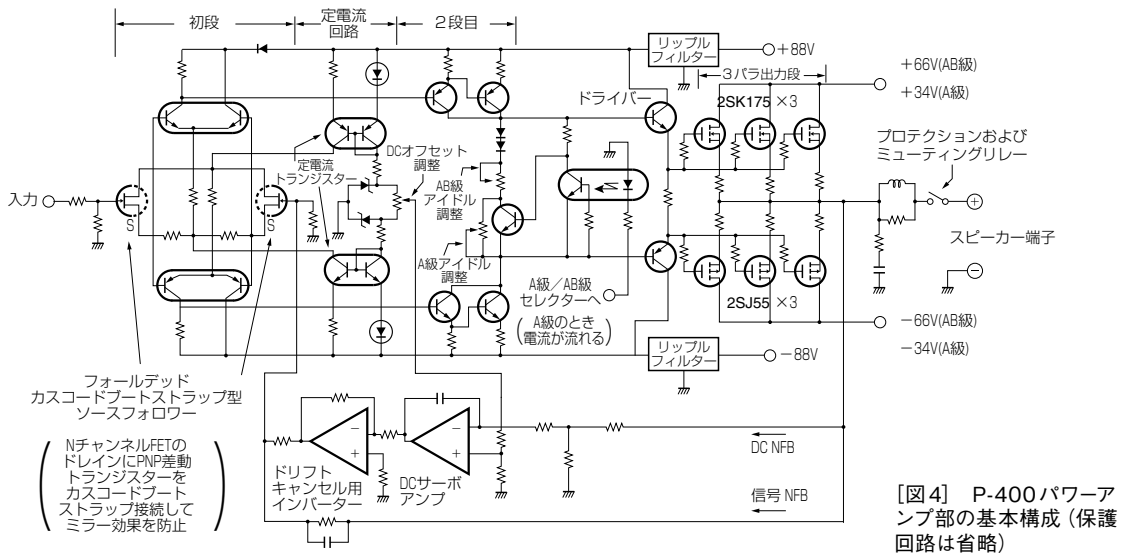 初段
定電流
回路
2段目
リップル
フィルター
+88V
3パラ出力段
+66V(AB級)
+34V(A級)
ドライバー
2SK175 ×3
プロテクションおよび
ミューティングリレー
定電流
トランジスター
DCオフセット
調整
AB級
アイドル
調整
入力
S
S
+
スピーカー端子
−
A級アイドル
調整
A級/AB級
セレクターへ
(A級のとき
電流が流れる)
2SJ55 ×3
−66V(AB級)
−34V(A級)
リップル
フィルター
−88V
フォールデッド
カスコードブートストラップ型
ソースフォロワー
(NチャンネルFETの
ドレインにPNP差動
トランジスターを
カスコードブート
ストラップ接続して
ミラー効果を防止)
−
+
−
+
ドリフト
キャンセル用
インバーター
DCサーボ
アンプ
DC NFB
信号 NFB
[図4] P-400パワーア
ンプ部の基本構成(保護
回路は省略)